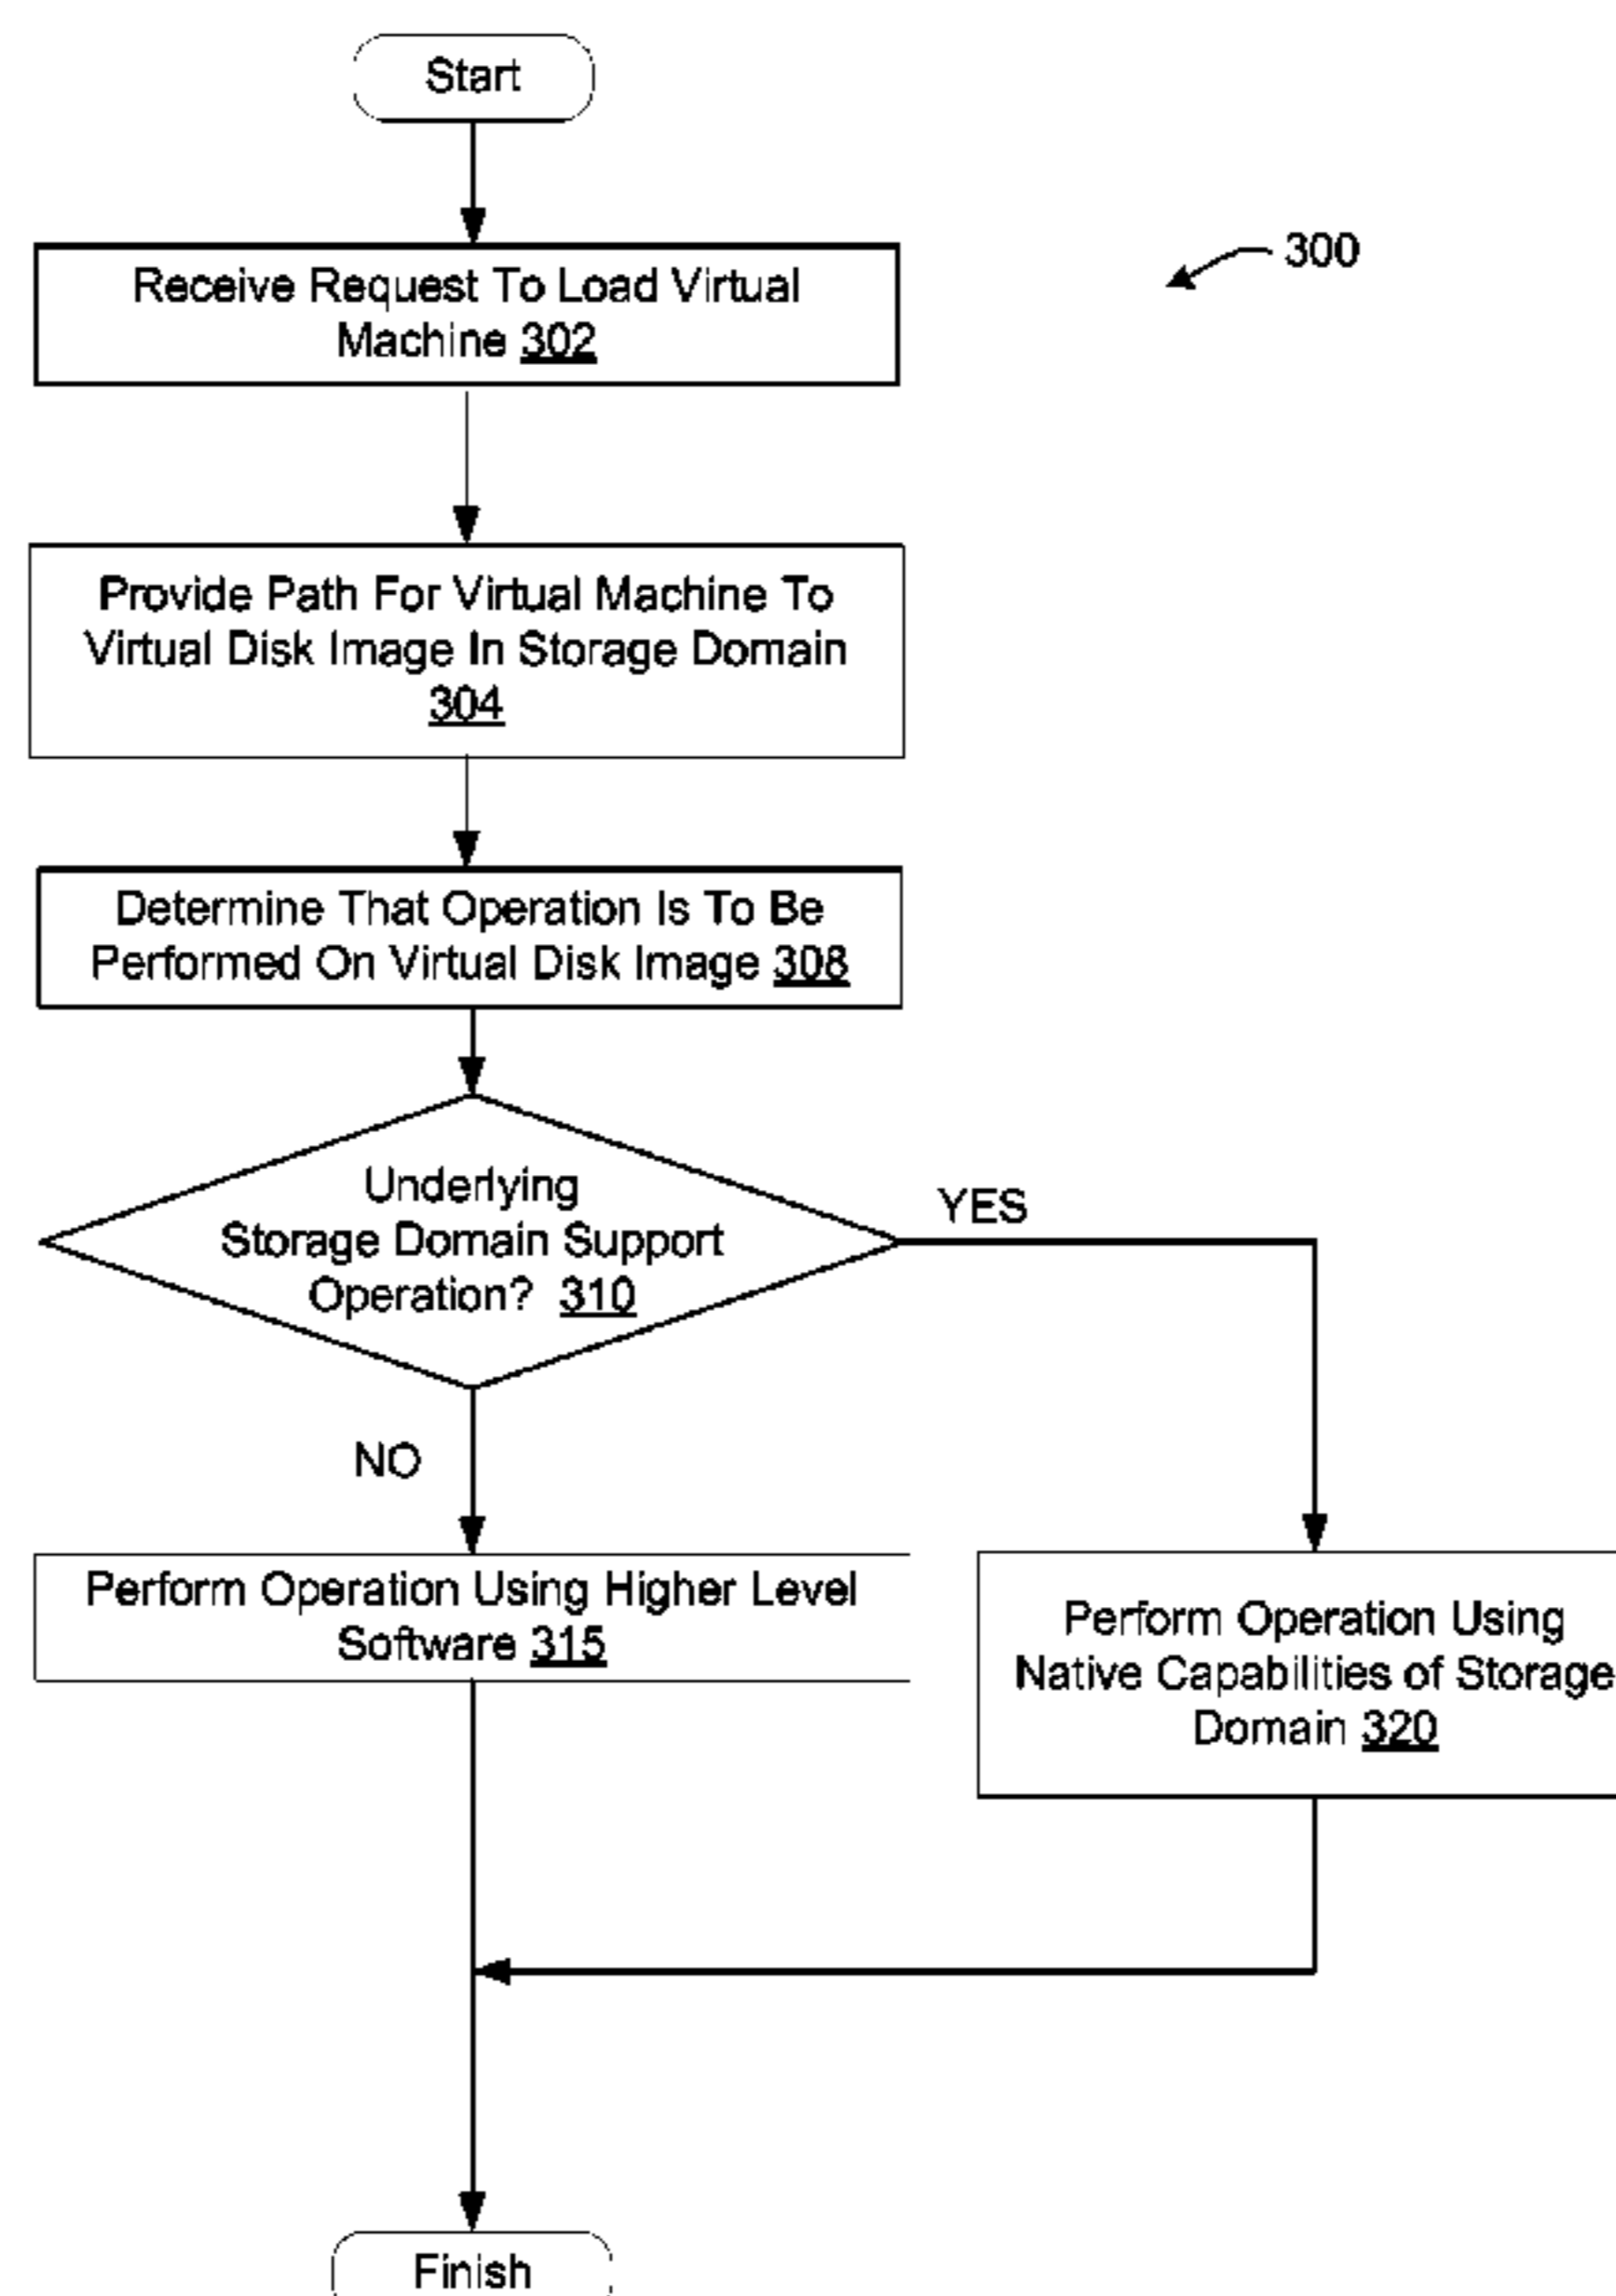 Start
300
Receive Request To Load Virtual
Machine 302
Provide Path For Virtual Machine To
Virtual Disk Image In Storage Domain
304
Determine That Operation Is To Be
Performed On Virtual Disk Image 308
Underlying
Storage Domain Support
Operation? 310
YES
NO
Perform Operation Using Higher Level
Software 315
Perform Operation Using
Native Capabilities of Storage
Domain 320
Finish